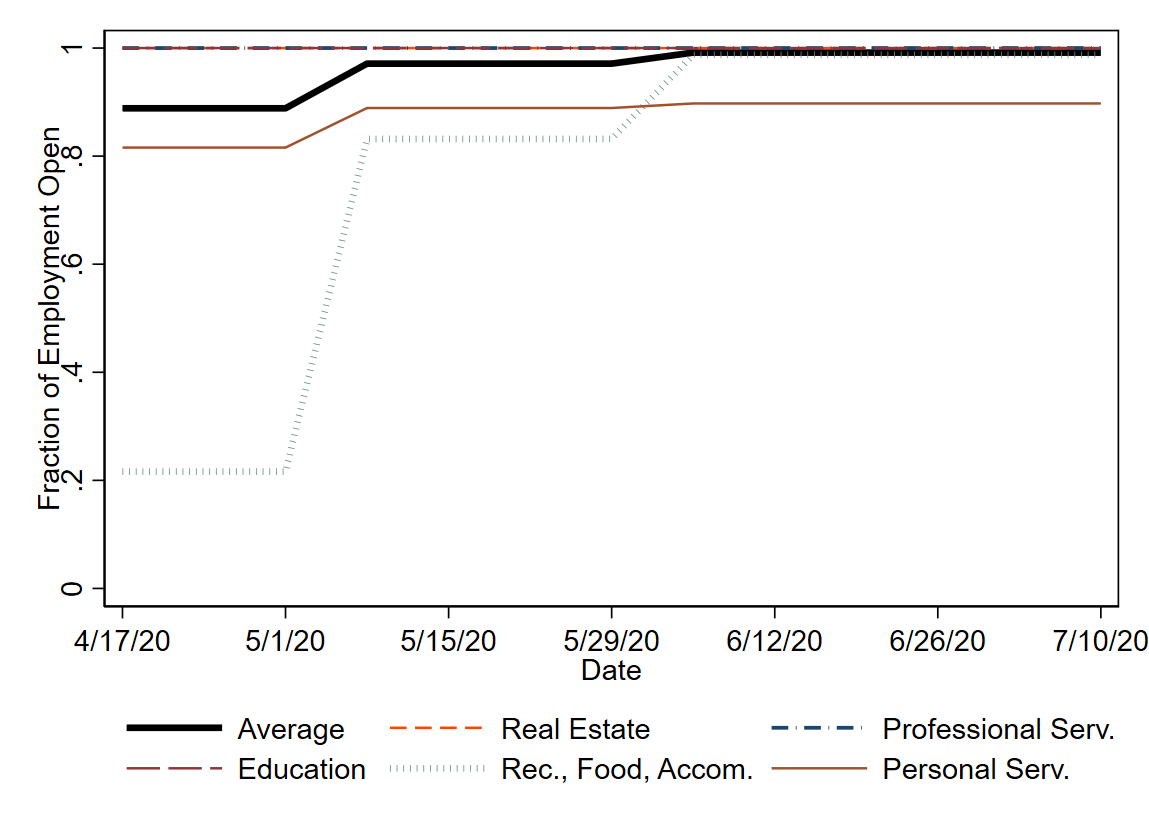 Fraction of Employment Open
1
.8
.6
.4
.2
0
4/17/20 5/1/20 5/15/20 5/29/20 6/12/20 6/26/20 7/10/20
Date
Average Real Estate Professional Serv.
Education Rec., Food, Accom. Personal Serv.